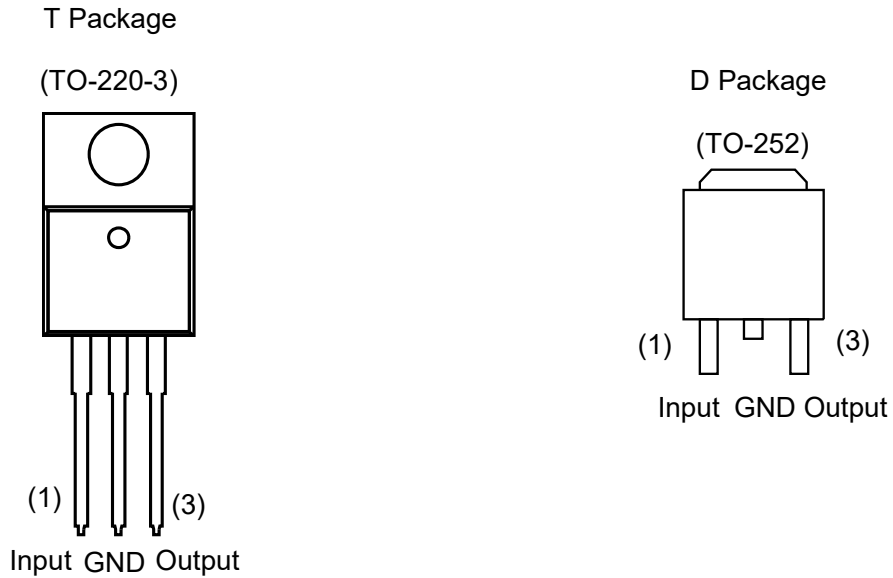 T Package
(TO-220-3)
(1)
(3)
Input GND Output
D Package
(TO-252)
(1)
(3)
Input GND Output